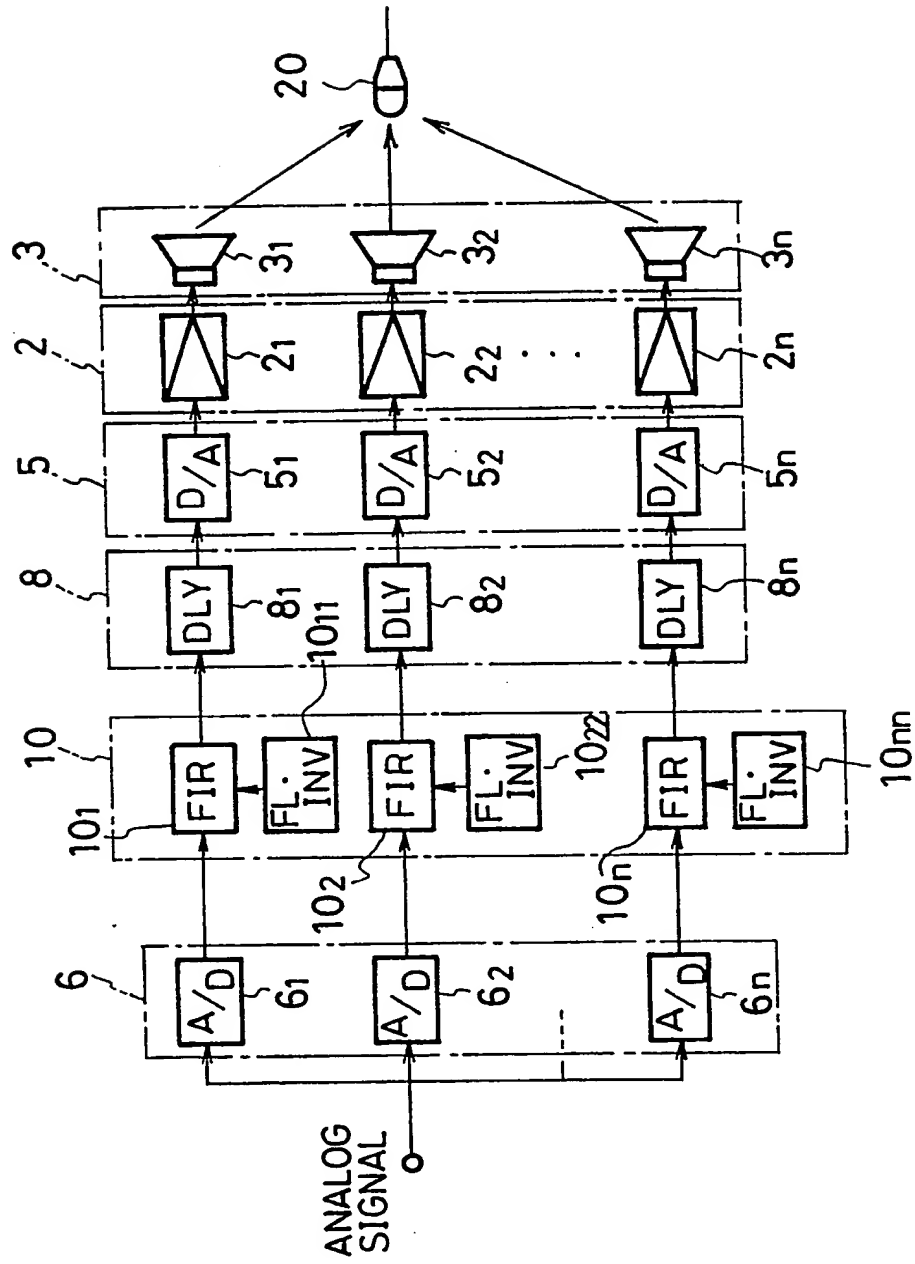 ANALOG
SIGNAL
6
A/D
6₁
A/D
6₂
A/D
6n
10
10₁
FIR
FL.
INV
10₁₁
10₂
FIR
FL.
INV
10₂₂
10n
FIR
FL.
INV
10nn
8
DLY
8₁
DLY
8₂
DLY
8n
5
D/A
5₁
D/A
5₂
D/A
5n
2
2₁
2₂
. . .
2n
3
3₁
3₂
3n
20